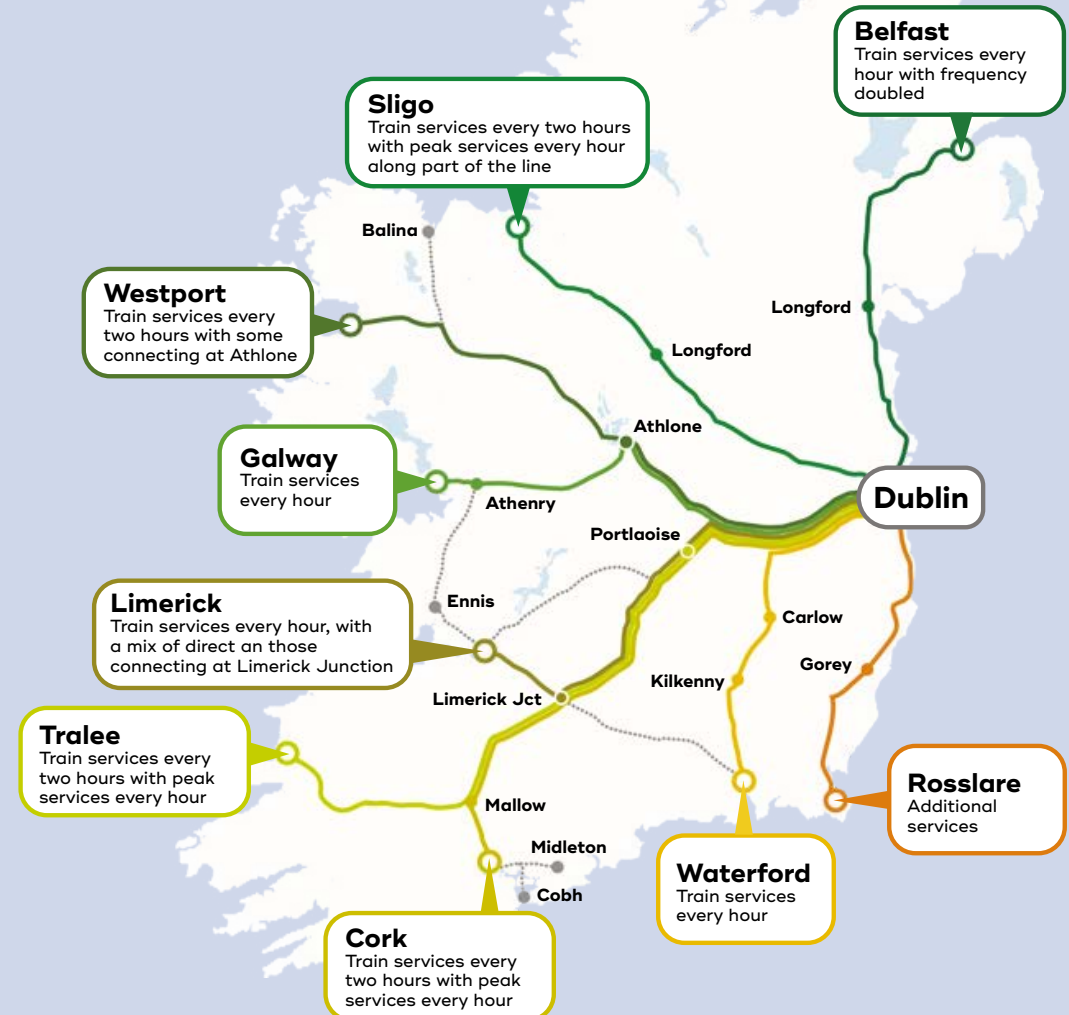 Belfast
Train services every
hour with frequency
doubled
Sligo
Train services every two hours
with peak services every hour
along part of the line
Balina
Westport
Train services every
two hours with some
connecting at Athlone
Longford
Longford
Athlone
Galway
Train services
every hour
Athenry
Dublin
Portlaoise
Limerick
Train services every hour, with
a mix of direct an those
connecting at Limerick Junction
Ennis
Carlow
Gorey
Kilkenny
Limerick Jct
Tralee
Train services every
two hours with peak
services every hour
Mallow
Rosslare
Additional
services
Midleton
Cobh
Waterford
Train services
every hour
Cork
Train services every
two hours with peak
services every hour